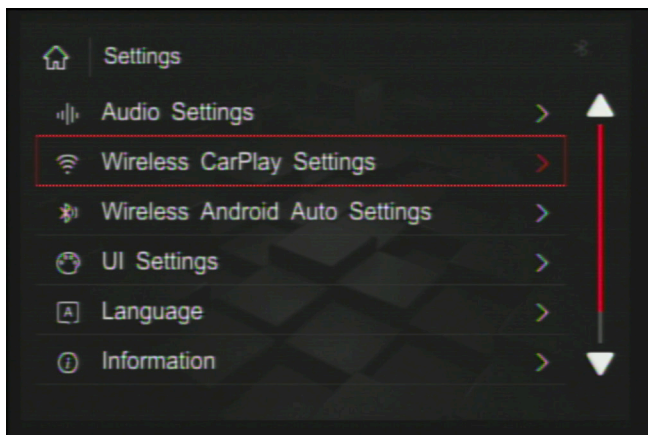 Settings
Audio Settings
Wireless CarPlay Settings
Wireless Android Auto Settings
UI Settings
Language
Information